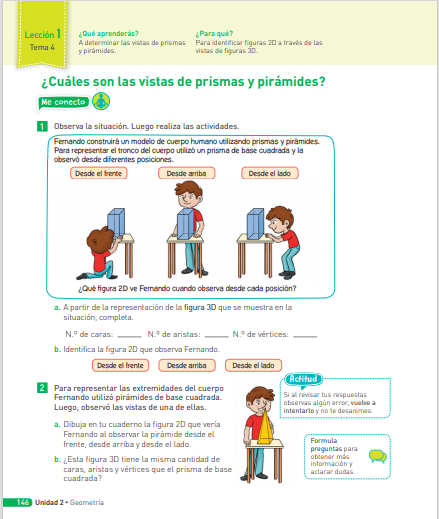 Lección 1
Tema 4
¿Qué aprenderás?
A determinar las vistas de prismas
y pirámides.
¿Para qué?
Para identificar figuras 2D a través de las
vistas de figuras 3D.
¿Cuáles son las vistas de prismas y pirámides?
Me conecto
1 Observa la situación. Luego realiza las actividades.
Fernando construirá un modelo de cuerpo humano utilizando prismas y pirámides.
Para representar el tronco del cuerpo utilizó un prisma de base cuadrada y la
observó desde diferentes posiciones.
Desde el frente
Desde arriba
Desde el lado
¿Qué figura 2D ve Fernando cuando observa desde cada posición?
a. A partir de la representación de la figura 3D que se muestra en la
situación, completa.
N.º de caras: N.º de aristas: N.º de vértices:
b. Identifica la figura 2D que observa Fernando.
Desde el frente
Desde arriba
Desde el lado
2 Para representar las extremidades del cuerpo
Fernando utilizó pirámides de base cuadrada.
Luego, observó las vistas de una de ellas.
a. Dibuja en tu cuaderno la figura 2D que vería
Fernando al observar la pirámide desde el
frente, desde arriba y desde el lado.
b. ¿Esta figura 3D tiene la misma cantidad de
caras, aristas y vértices que el prisma de base
cuadrada?
Actitud
Si al revisar tus respuestas
observas algún error, vuelve a
intentarlo y no te desanimes.
Formula
preguntas para
obtener más
información y
aclarar dudas.
146 Unidad 2 • Geometría